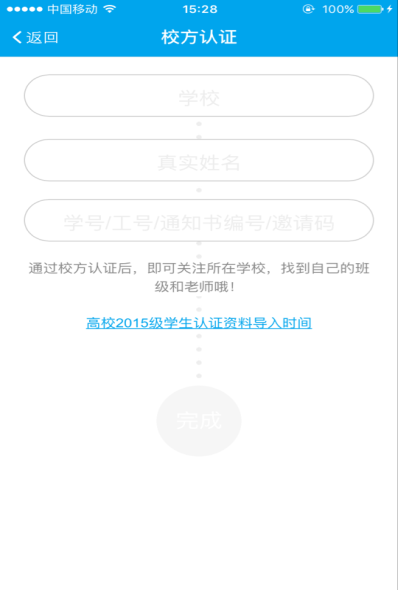 中国移动 15:28 100%
返回 校方认证
学校
真实姓名
学号/工号/通知书编号/邀请码
通过校方认证后，即可关注所在学校，找到自己的班
级和老师哦！
高校2015级学生认证资料导入时间
完成